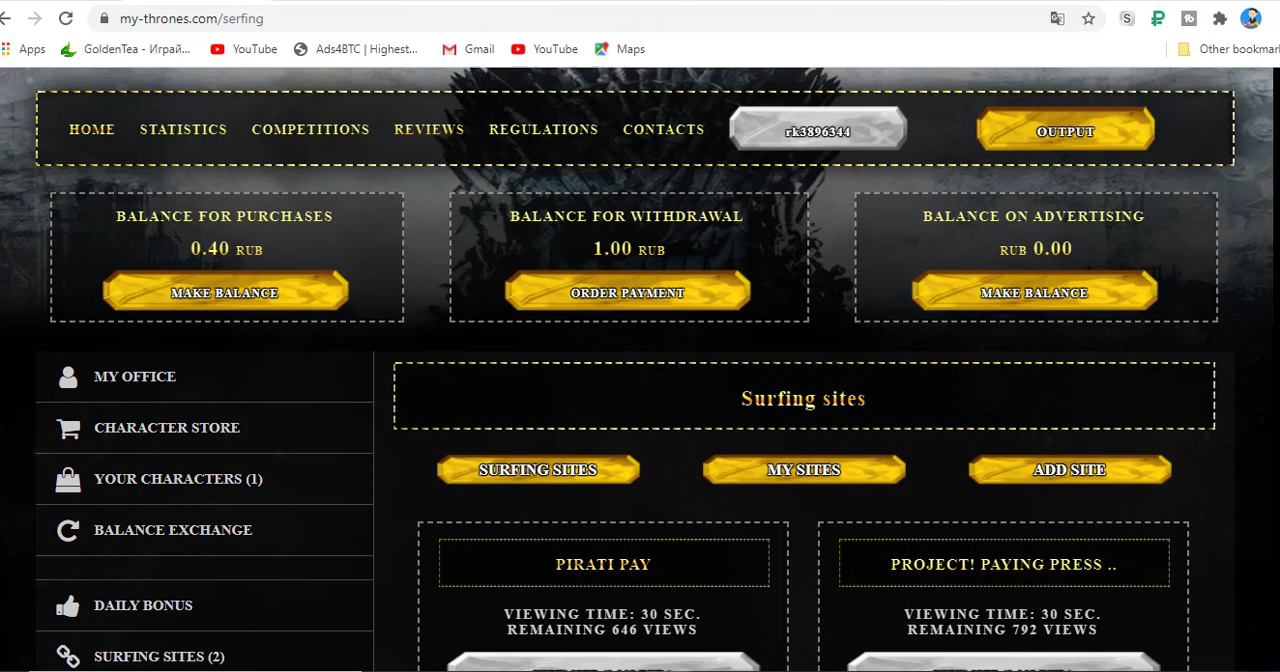 my-thrones.com/serfing
Apps GoldenTea - Играй... YouTube Ads4BTC | Highest... Gmail YouTube Maps Other bookmar
HOME STATISTICS COMPETITIONS REVIEWS REGULATIONS CONTACTS rk3896344 OUTPUT
BALANCE FOR PURCHASES BALANCE FOR WITHDRAWAL BALANCE ON ADVERTISING
0.40 RUB 1.00 RUB RUB 0.00
MAKE BALANCE ORDER PAYMENT MAKE BALANCE
MY OFFICE
Surfing sites
CHARACTER STORE
SURFING SITES MY SITES ADD SITE
YOUR CHARACTERS (1)
BALANCE EXCHANGE
PIRATI PAY PROJECT! PAYING PRESS ..
DAILY BONUS
VIEWING TIME: 30 SEC. VIEWING TIME: 30 SEC.
REMAINING 646 VIEWS REMAINING 792 VIEWS
SURFING SITES (2)